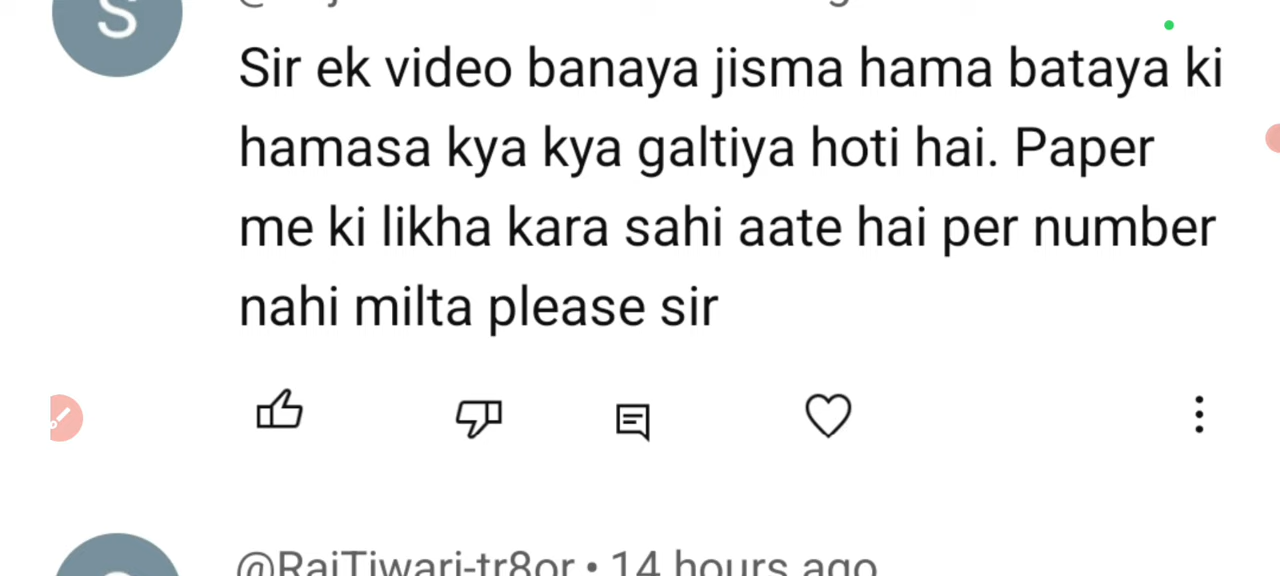 S
Sir ek video banaya jisma hama bataya ki
hamasa kya kya galtiya hoti hai. Paper
me ki likha kara sahi aate hai per number
nahi milta please sir
@RajTiwari-tr8or • 14 hours ago